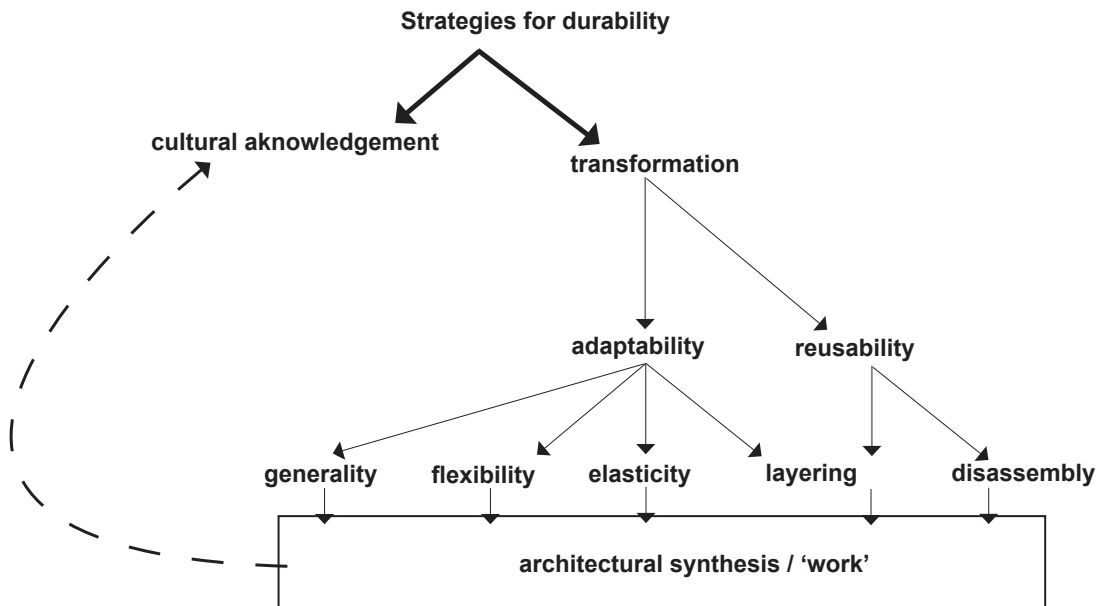 Strategies for durability
cultural aknowledgement
transformation
adaptability
reusability
generality
flexibility
elasticity
layering
disassembly
architectural synthesis / ‘work’